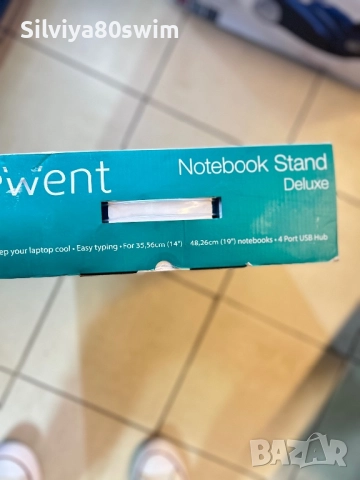 Silviya80swim
ewent
Notebook Stand
Deluxe
ep your laptop cool • Easy typing • For 35,56cm (14") 48,26cm (19") notebooks • 4 Port USB Hub
BAZAR